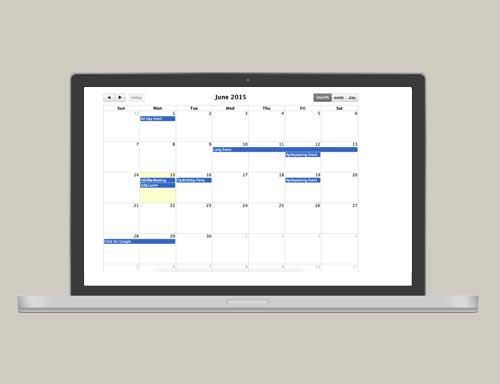 today
June 2015
month week day
Sun Mon Tue Wed Thu Fri Sat
31 1 2 3 4 5 6
All Day Event
7 8 9 10 11 12 13
Long Event
4p Repeating Event
14 15 16 17 18 19 20
Meeting
7p Birthday Party
4p Repeating Event
12p Lunch
21 22 23 24 25 26 27
28 29 30 1 2 3 4
Click for Google
5 6 7 8 9 10 11